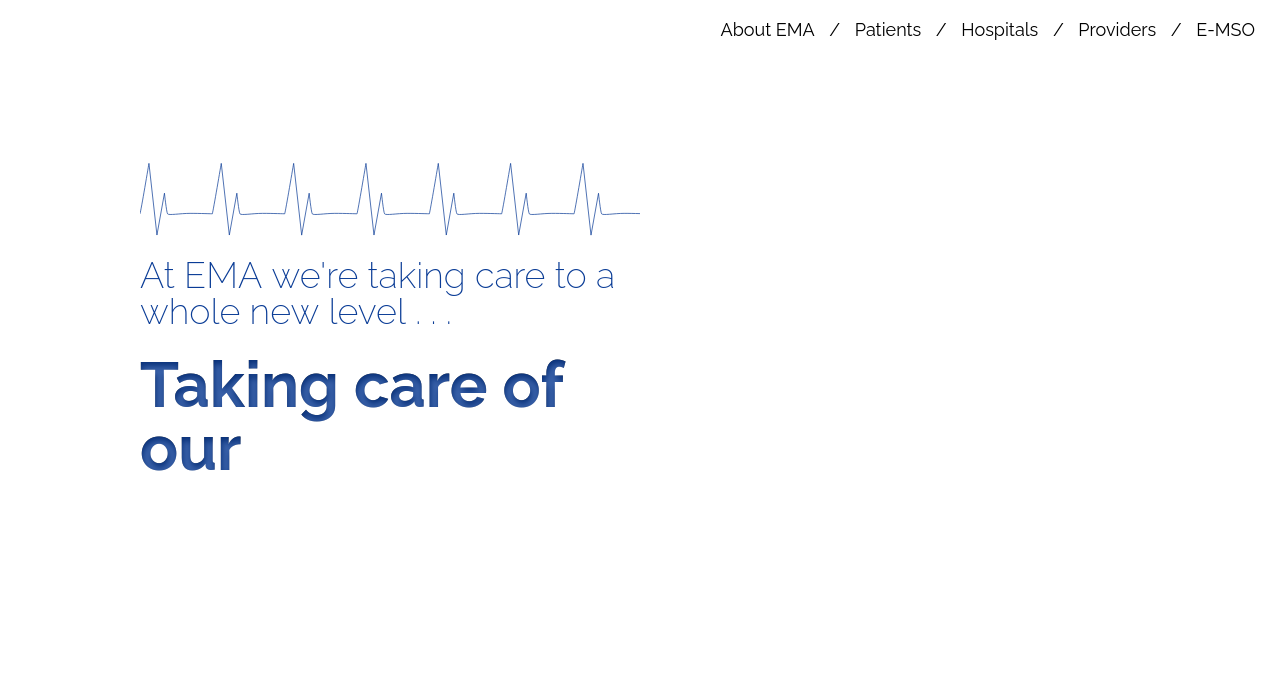 About EMA / Patients / Hospitals / Providers / E-MSO
At EMA we're taking care to a
whole new level . . .
Taking care of
our